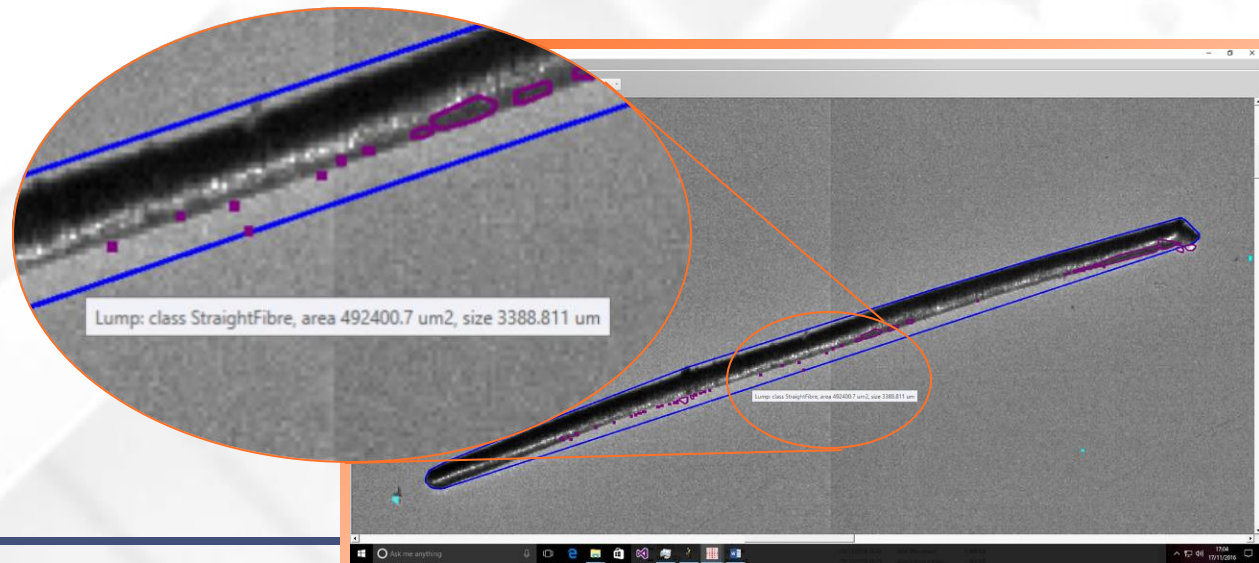 Lump: class StraightFibre, area 492400.7 um2, size 3388.811 um
Lump: class StraightFibre, area 492400.7 um2, size 3388.811 um
Ask me anything
17:04
17/11/2016